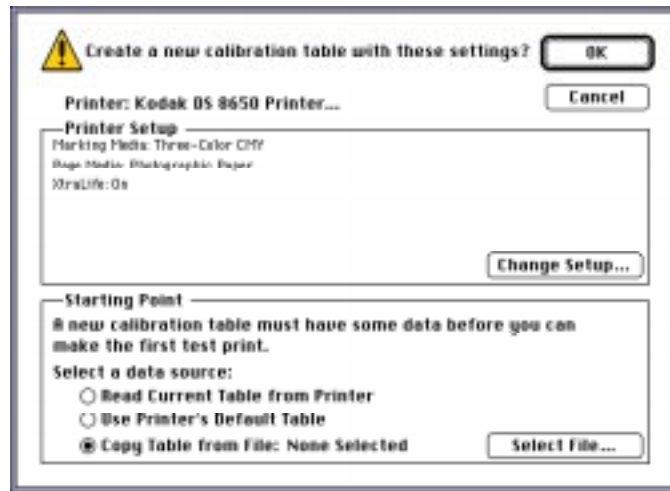 Create a new calibration table with these settings?
OK
Printer: Kodak DS 8650 Printer...
Cancel
Printer Setup
Marking Media: Three-Color CMY
Page Media: Photographic Paper
XtraLife: On
Change Setup...
Starting Point
A new calibration table must have some data before you can
make the first test print.
Select a data source:
Read Current Table from Printer
Use Printer's Default Table
Copy Table from File: None Selected
Select File...